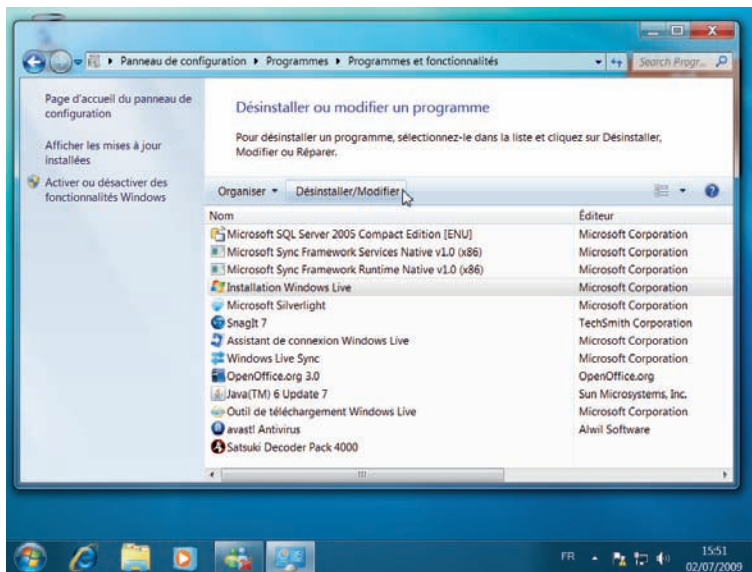 Panneau de configuration ▸ Programmes ▸ Programmes et fonctionnalités
Search Progr...
Page d'accueil du panneau de
configuration
Afficher les mises à jour
installées
Activer ou désactiver des
fonctionnalités Windows
Désinstaller ou modifier un programme
Pour désinstaller un programme, sélectionnez-le dans la liste et cliquez sur Désinstaller,
Modifier ou Réparer.
Organiser Désinstaller/Modifier
Nom Éditeur
Microsoft SQL Server 2005 Compact Edition [ENU] Microsoft Corporation
Microsoft Sync Framework Services Native v1.0 (x86) Microsoft Corporation
Microsoft Sync Framework Runtime Native v1.0 (x86) Microsoft Corporation
Installation Windows Live Microsoft Corporation
Microsoft Silverlight Microsoft Corporation
SnagIt 7 TechSmith Corporation
Assistant de connexion Windows Live Microsoft Corporation
Windows Live Sync Microsoft Corporation
OpenOffice.org 3.0 OpenOffice.org
Java(TM) 6 Update 7 Sun Microsystems, Inc.
Outil de téléchargement Windows Live Microsoft Corporation
avast! Antivirus Alwil Software
Satsuki Decoder Pack 4000
FR 15:51
02/07/2009